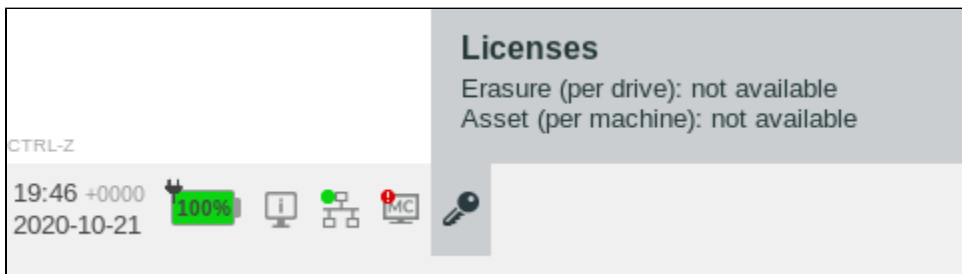 Licenses
Erasure (per drive): not available
Asset (per machine): not available
CTRL-Z
19:46 +0000
2020-10-21
100%
i
MC